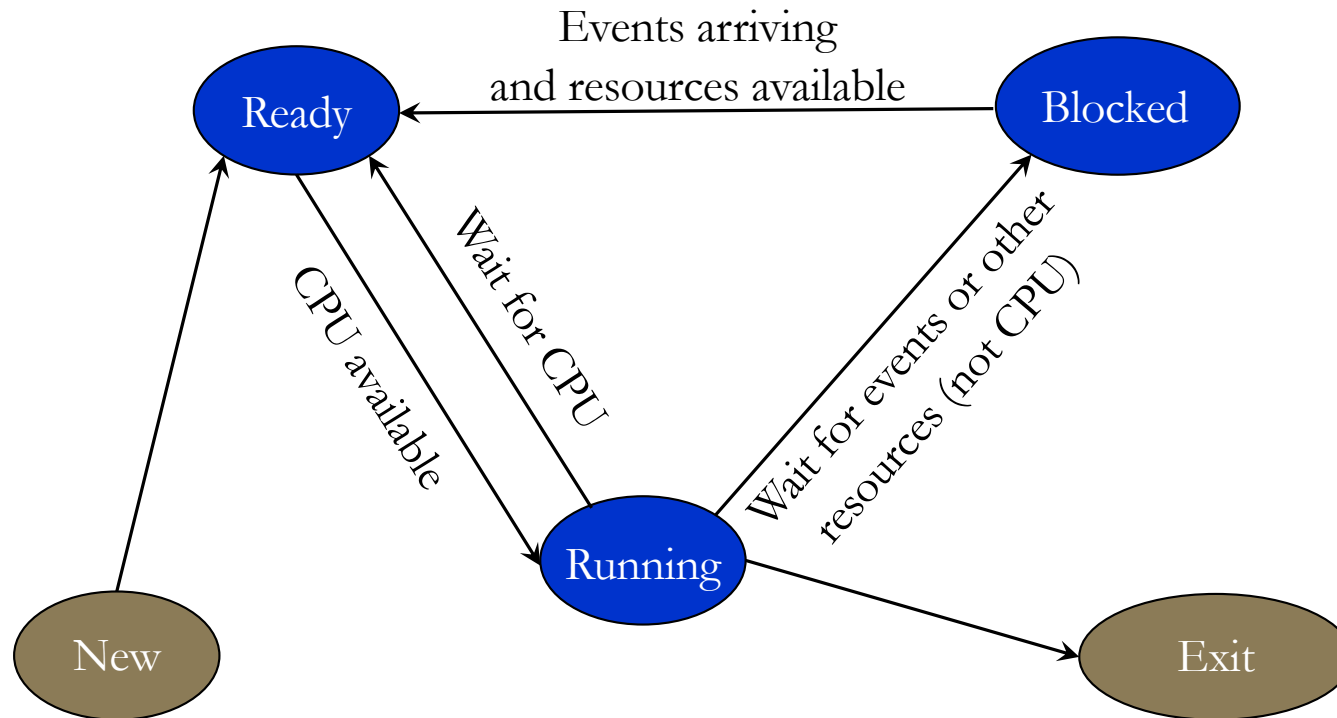 Events arriving
and resources available
Ready
Blocked
Wait for CPU
CPU available
Wait for events or other
resources (not CPU)
Running
New
Exit